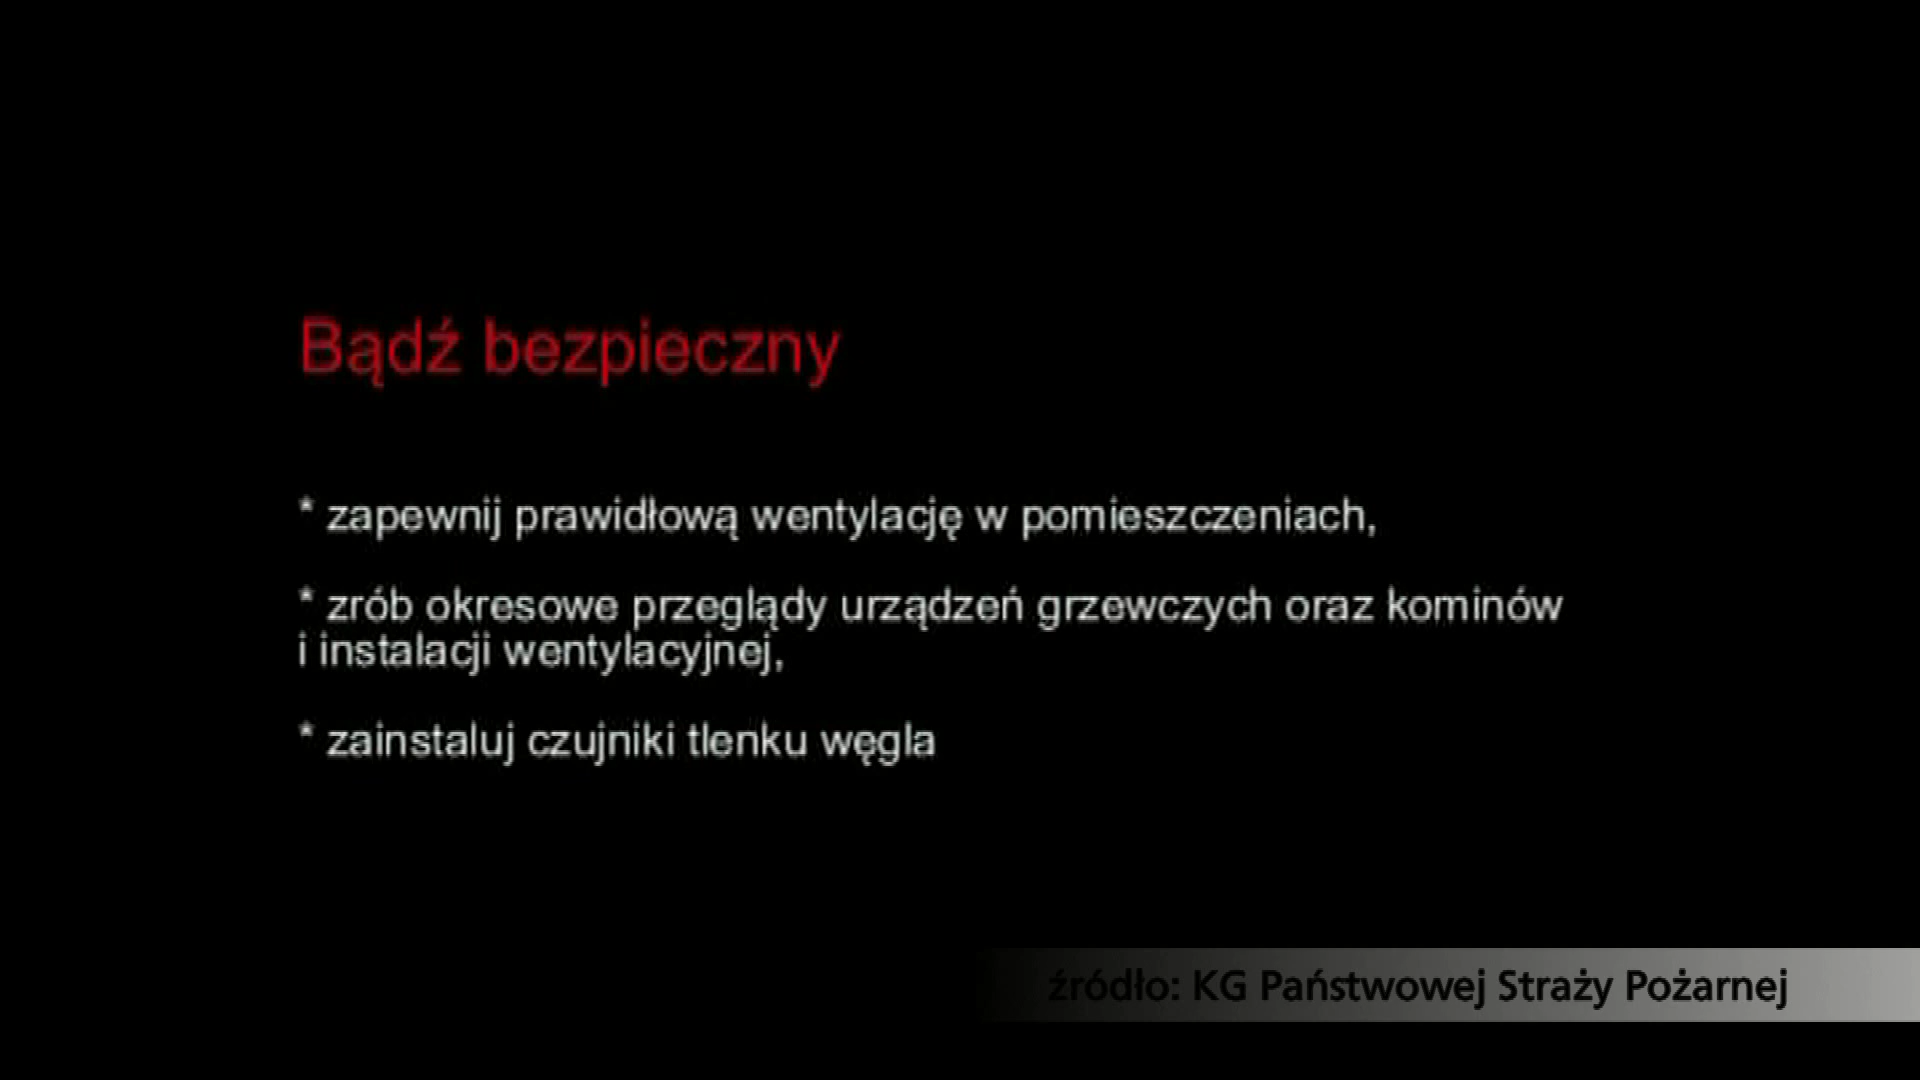 Bądź bezpieczny
* zapewnij prawidłową wentylację w pomieszczeniach,
* zrób okresowe przeglądy urządzeń grzewczych oraz kominów
i instalacji wentylacyjnej,
* zainstaluj czujniki tlenku węgla
źródło: KG Państwowej Straży Pożarnej